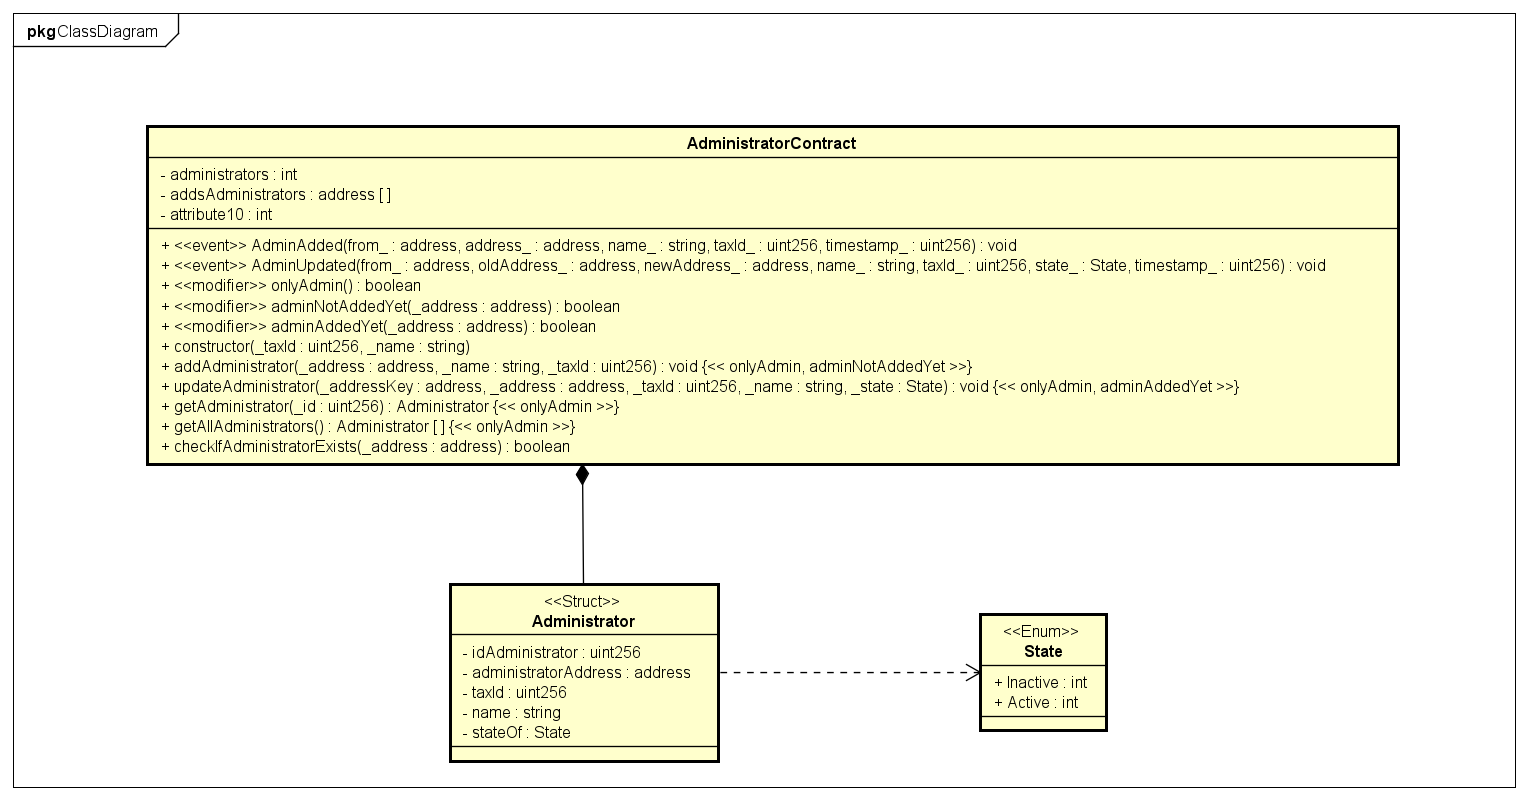 pkg ClassDiagram
AdministratorContract
- administrators : int
- addsAdministrators : address [ ]
- attribute10 : int
+ <<event>> AdminAdded(from_ : address, address_ : address, name_ : string, taxId_ : uint256, timestamp_ : uint256) : void
+ <<event>> AdminUpdated(from_ : address, oldAddress_ : address, newAddress_ : address, name_ : string, taxId_ : uint256, state_ : State, timestamp_ : uint256) : void
+ <<modifier>> onlyAdmin() : boolean
+ <<modifier>> adminNotAddedYet(_address : address) : boolean
+ <<modifier>> adminAddedYet(_address : address) : boolean
+ constructor(_taxId : uint256, _name : string)
+ addAdministrator(_address : address, _name : string, _taxId : uint256) : void {<< onlyAdmin, adminNotAddedYet >>}
+ updateAdministrator(_addressKey : address, _address : address, _taxId : uint256, _name : string, _state : State) : void {<< onlyAdmin, adminAddedYet >>}
+ getAdministrator(_id : uint256) : Administrator {<< onlyAdmin >>}
+ getAllAdministrators() : Administrator [ ] {<< onlyAdmin >>}
+ checkIfAdministratorExists(_address : address) : boolean
<<Struct>>
Administrator
- idAdministrator : uint256
- administratorAddress : address
- taxId : uint256
- name : string
- stateOf : State
<<Enum>>
State
+ Inactive : int
+ Active : int